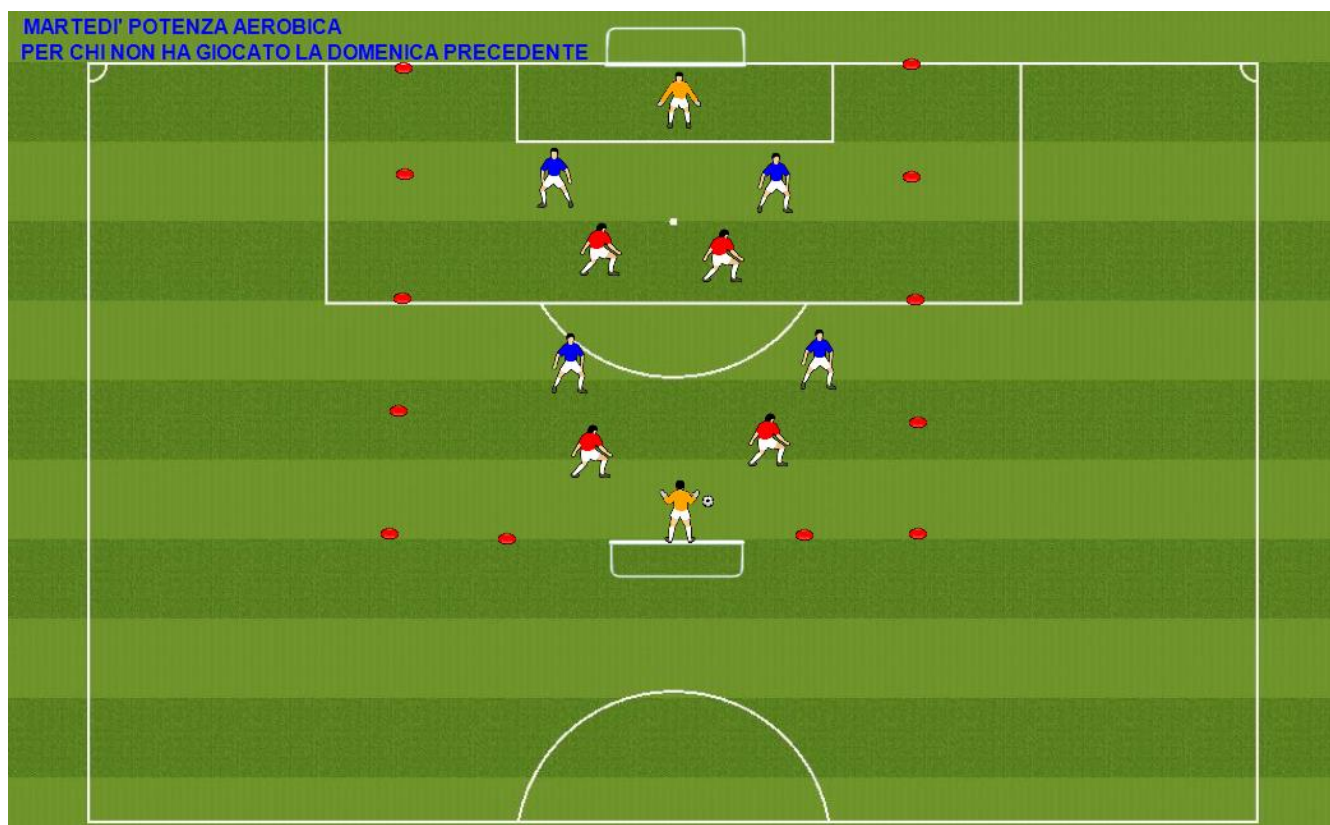 MARTEDI' POTENZA AEROBICA
PER CHI NON HA GIOCATO LA DOMENICA PRECEDENTE